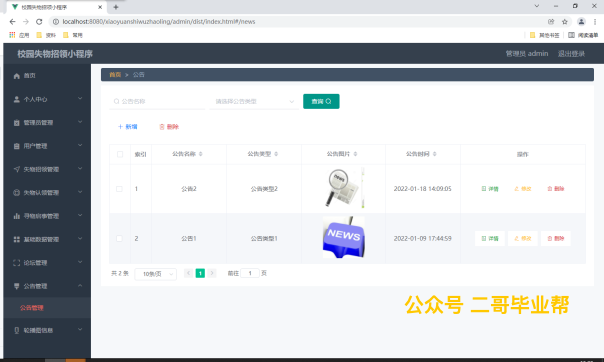 校园失物招领小程序
localhost:8080/xiaoyuanshiwuzhaoling/admin/dist/index.html#/news
应用 资料 常用 其他书签 阅读清单
校园失物招领小程序 管理员 admin 退出登录
首页
个人中心
管理员管理
用户管理
失物招领管理
失物认领管理
寻物启事管理
基础数据管理
论坛管理
公告管理
公告管理
轮播图信息
首页 > 公告
公告名称 请选择公告类型 查询
+ 新增 删除
索引 公告名称 公告类型 公告图片 公告时间 操作
1 公告2 公告类型2 NEWS 2022-01-18 14:09:05 详情 修改 删除
2 公告1 公告类型1 NEWS 2022-01-09 17:44:59 详情 修改 删除
共 2 条 10条/页 < 1 > 前往 1 页
公众号 二哥毕业帮